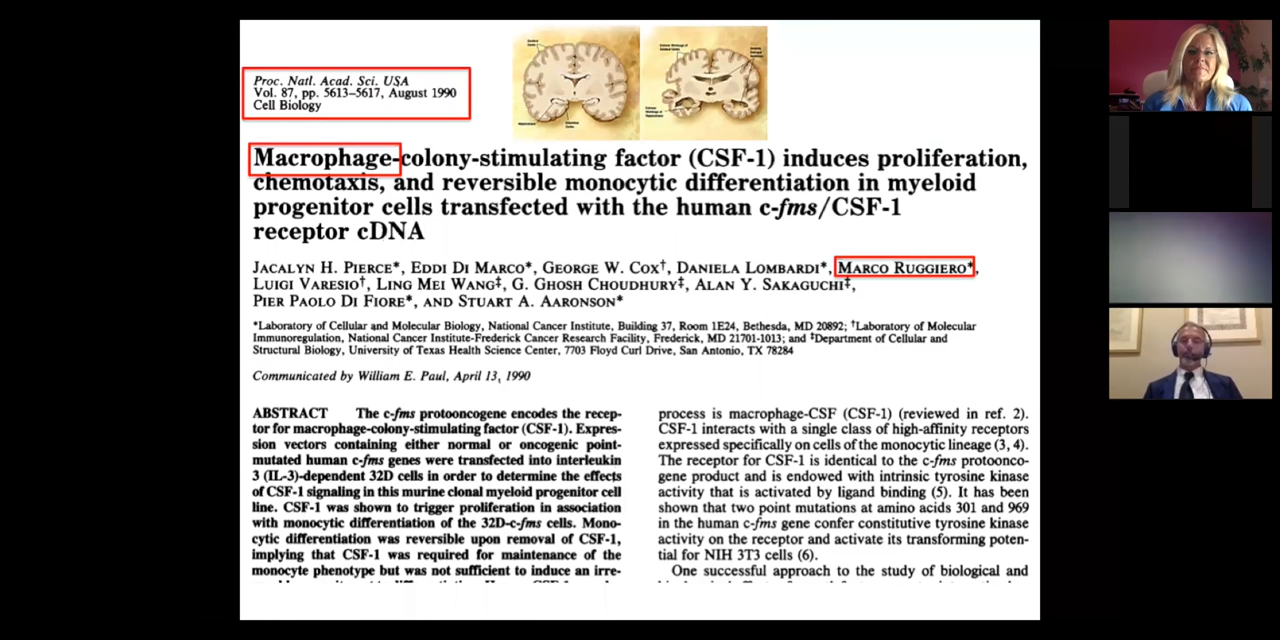 Proc. Natl. Acad. Sci. USA
Vol. 87, pp. 5613–5617, August 1990
Cell Biology
Macrophage-colony-stimulating factor (CSF-1) induces proliferation,
chemotaxis, and reversible monocytic differentiation in myeloid
progenitor cells transfected with the human c-fms/CSF-1
receptor cDNA
JACALYN H. PIERCE*, EDDI DI MARCO*, GEORGE W. COX†, DANIELA LOMBARDI*, MARCO RUGGIERO*,
LUIGI VARESIO†, LING MEI WANG‡, G. GHOSH CHOUDHURY‡, ALAN Y. SAKAGUCHI‡,
PIER PAOLO DI FIORE*, AND STUART A. AARONSON*
*Laboratory of Cellular and Molecular Biology, National Cancer Institute, Building 37, Room 1E24, Bethesda, MD 20892; †Laboratory of Molecular
Immunoregulation, National Cancer Institute-Frederick Cancer Research Facility, Frederick, MD 21701-1013; and ‡Department of Cellular and
Structural Biology, University of Texas Health Science Center, 7703 Floyd Curl Drive, San Antonio, TX 78284
Communicated by William E. Paul, April 13, 1990
ABSTRACT The c-fms protooncogene encodes the recep-
tor for macrophage-colony-stimulating factor (CSF-1). Expres-
sion vectors containing either normal or oncogenic point-
mutated human c-fms genes were transfected into interleukin
3 (IL-3)-dependent 32D cells in order to determine the effects
of CSF-1 signaling in this murine clonal myeloid progenitor cell
line. CSF-1 was shown to trigger proliferation in association
with monocytic differentiation of the 32D-c-fms cells. Mono-
cytic differentiation was reversible upon removal of CSF-1,
implying that CSF-1 was required for maintenance of the
monocyte phenotype but was not sufficient to induce an irre-
process is macrophage-CSF (CSF-1) (reviewed in ref. 2).
CSF-1 interacts with a single class of high-affinity receptors
expressed specifically on cells of the monocytic lineage (3, 4).
The receptor for CSF-1 is identical to the c-fms protoonco-
gene product and is endowed with intrinsic tyrosine kinase
activity that is activated by ligand binding (5). It has been
shown that two point mutations at amino acids 301 and 969
in the human c-fms gene confer constitutive tyrosine kinase
activity on the receptor and activate its transforming poten-
tial for NIH 3T3 cells (6).
One successful approach to the study of biological and